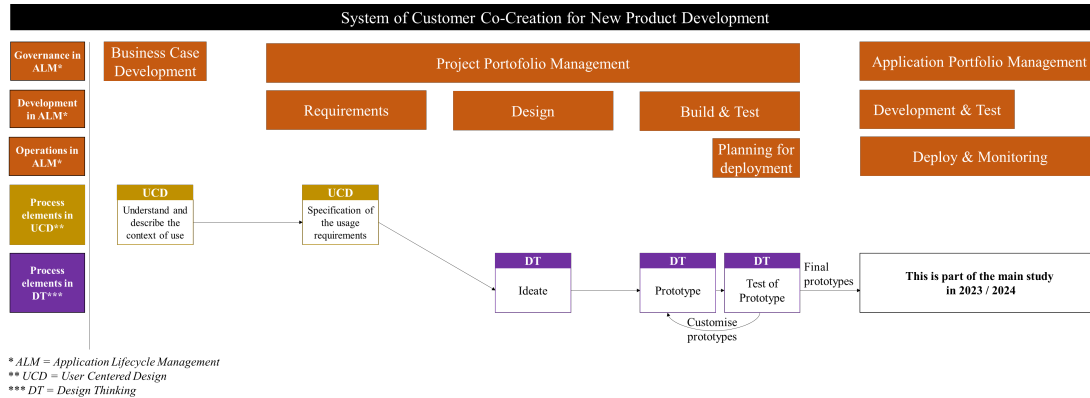 System of Customer Co-Creation for New Product Development
Governance in
ALM*
Business Case
Development
Project Portofolio Management
Application Portfolio Management
Development
in ALM*
Requirements
Design
Build & Test
Development & Test
Operations in
ALM*
Planning for
deployment
Deploy & Monitoring
Process
elements in
UCD**
UCD
Understand and
describe the
context of use
UCD
Specification of
the usage
requirements
Process
elements in
DT***
DT
Ideate
DT
Prototype
DT
Test of
Prototype
Final
prototypes
This is part of the main study
in 2023 / 2024
Customise
prototypes
* ALM = Application Lifecycle Management
** UCD = User Centered Design
*** DT = Design Thinking